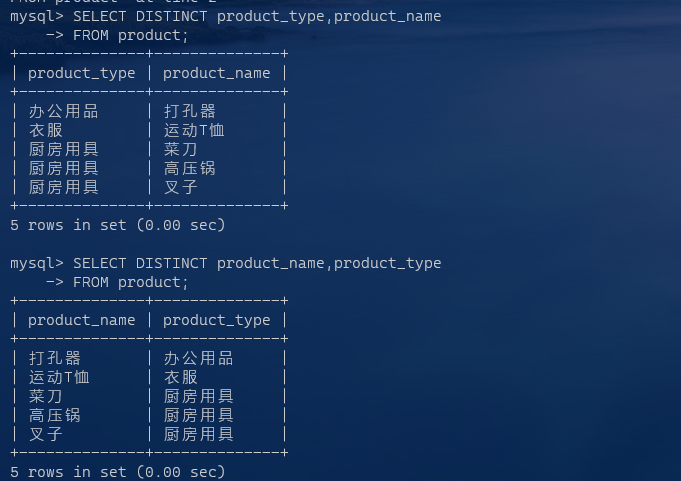 mysql> SELECT DISTINCT product_type,product_name
    -> FROM product;
+--------------+--------------+
| product_type | product_name |
+--------------+--------------+
| 办公用品 | 打孔器 |
| 衣服 | 运动T恤 |
| 厨房用具 | 菜刀 |
| 厨房用具 | 高压锅 |
| 厨房用具 | 叉子 |
+--------------+--------------+
5 rows in set (0.00 sec)
mysql> SELECT DISTINCT product_name,product_type
    -> FROM product;
+--------------+--------------+
| product_name | product_type |
+--------------+--------------+
| 打孔器 | 办公用品 |
| 运动T恤 | 衣服 |
| 菜刀 | 厨房用具 |
| 高压锅 | 厨房用具 |
| 叉子 | 厨房用具 |
+--------------+--------------+
5 rows in set (0.00 sec)